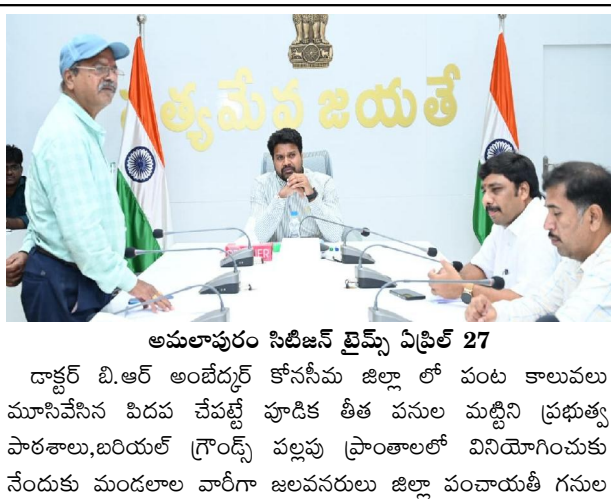 సత్యమేవ జయతే
అమలాపురం సిటిజన్ టైమ్స్ ఏప్రిల్ 27
డాక్టర్ బి.ఆర్ అంబేద్కర్ కోనసీమ జిల్లా లో పంట కాలువలు
మూసివేసిన పిదప చేపట్టే పూడిక తీత పనుల మట్టిని ప్రభుత్వ
పాఠశాలు,బరియల్ గ్రౌండ్స్ పల్లపు ప్రాంతాలలో వినియోగించుకు
నేందుకు మండలాల వారీగా జలవనరులు జిల్లా పంచాయతీ గనుల